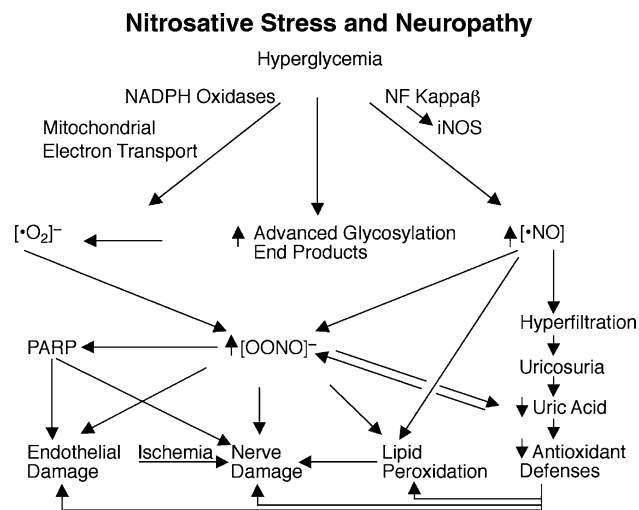 Nitrosative Stress and Neuropathy
Hyperglycemia
NADPH Oxidases
NF Kappaβ
Mitochondrial
Electron Transport
iNOS
[•O2]–
Advanced Glycosylation
End Products
[•NO]
Hyperfiltration
PARP
[OONO]–
Uricosuria
Uric Acid
Endothelial
Damage
Ischemia
Nerve
Damage
Lipid
Peroxidation
Antioxidant
Defenses